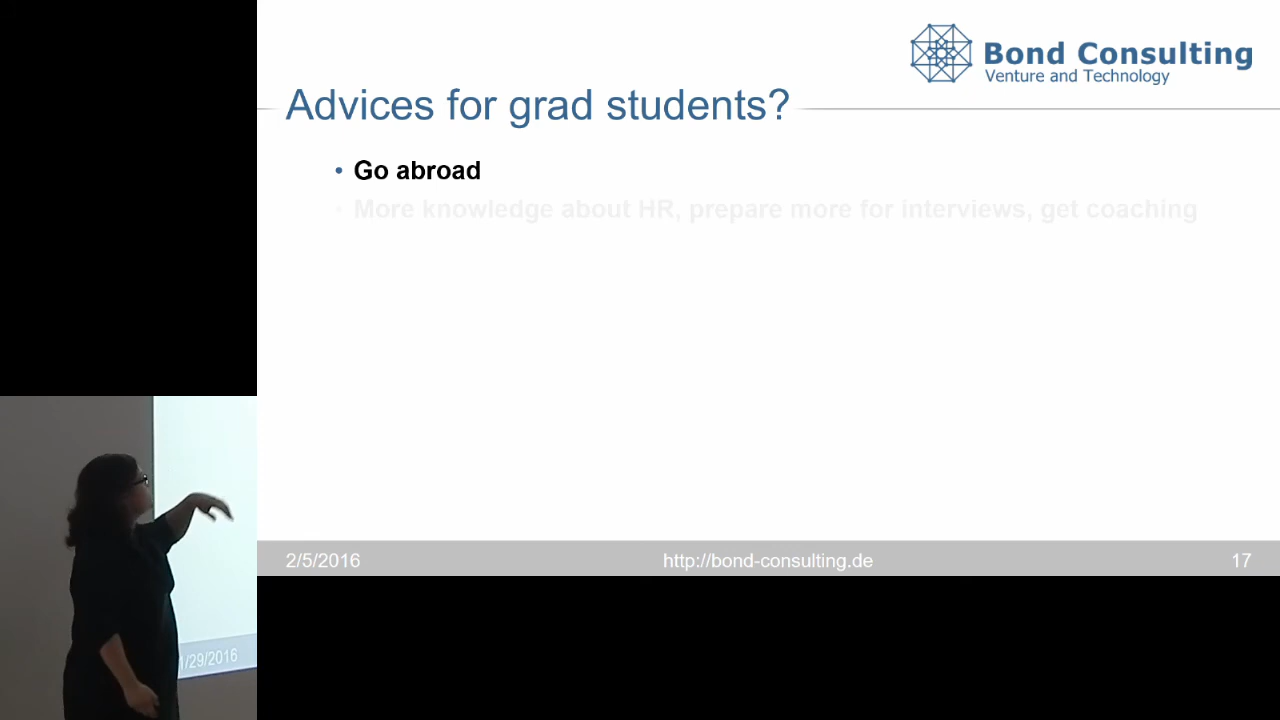 Bond Consulting
Venture and Technology
Advices for grad students?
• Go abroad
• More knowledge about HR, prepare more for interviews, get coaching
2/5/2016 http://bond-consulting.de 17
1/29/2016